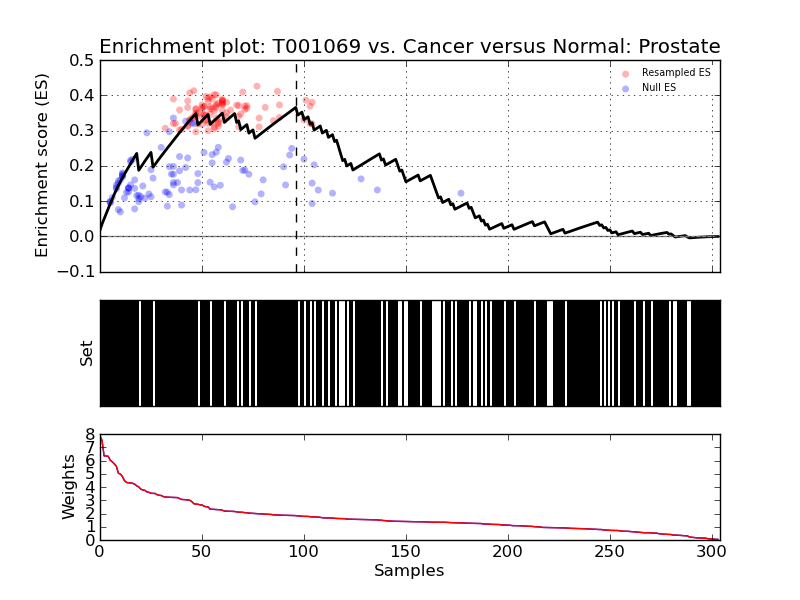 Enrichment plot: T001069 vs. Cancer versus Normal: Prostate
Enrichment score (ES)
0.5
0.4
0.3
0.2
0.1
0.0
−0.1
Resampled ES
Null ES
Set
Weights
8
7
6
5
4
3
2
1
0
0 50 100 150 200 250 300
Samples